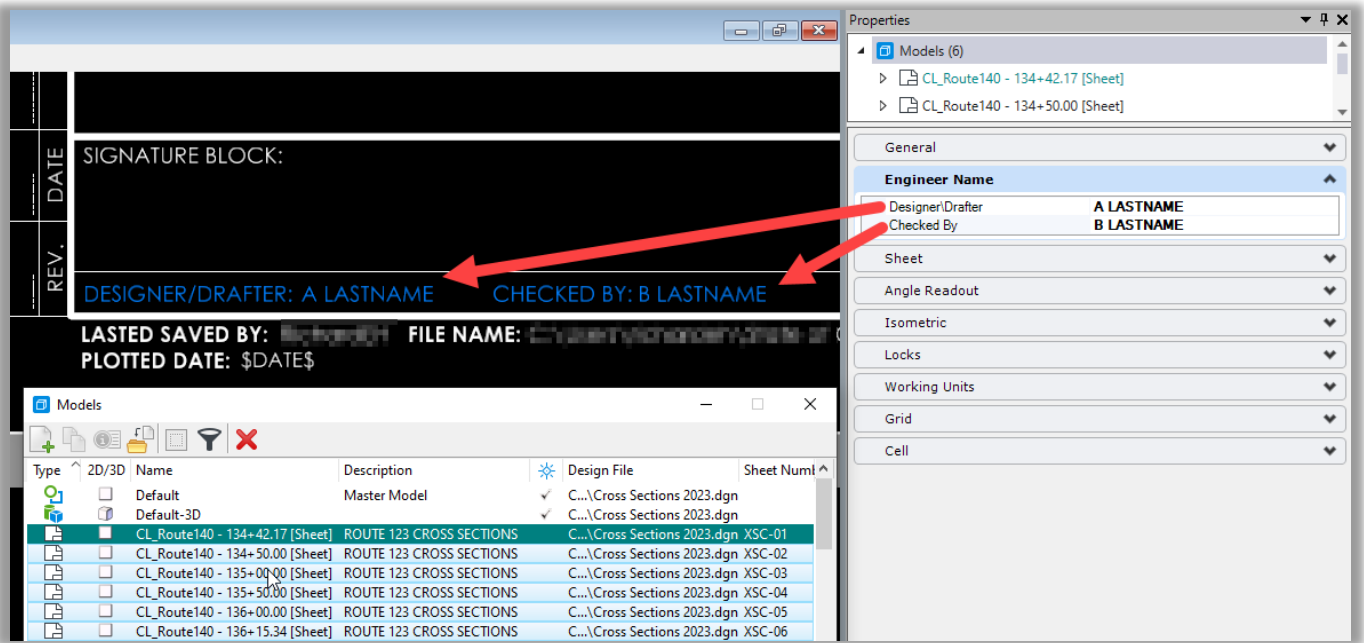 Properties
Models (6)
CL_Route140 - 134+42.17 [Sheet]
CL_Route140 - 134+50.00 [Sheet]
General
Engineer Name
Designer\Drafter A LASTNAME
Checked By B LASTNAME
Sheet
Angle Readout
Isometric
Locks
Working Units
Grid
Cell
DATE
REV.
SIGNATURE BLOCK:
DESIGNER/DRAFTER: A LASTNAME CHECKED BY: B LASTNAME
LASTED SAVED BY: FILE NAME:
PLOTTED DATE: $DATE$
Models
Type 2D/3D Name Description Design File Sheet Numb
Default Master Model C...\Cross Sections 2023.dgn
Default-3D C...\Cross Sections 2023.dgn
CL_Route140 - 134+42.17 [Sheet] ROUTE 123 CROSS SECTIONS C...\Cross Sections 2023.dgn XSC-01
CL_Route140 - 134+50.00 [Sheet] ROUTE 123 CROSS SECTIONS C...\Cross Sections 2023.dgn XSC-02
CL_Route140 - 135+00.00 [Sheet] ROUTE 123 CROSS SECTIONS C...\Cross Sections 2023.dgn XSC-03
CL_Route140 - 135+50.00 [Sheet] ROUTE 123 CROSS SECTIONS C...\Cross Sections 2023.dgn XSC-04
CL_Route140 - 136+00.00 [Sheet] ROUTE 123 CROSS SECTIONS C...\Cross Sections 2023.dgn XSC-05
CL_Route140 - 136+15.34 [Sheet] ROUTE 123 CROSS SECTIONS C...\Cross Sections 2023.dgn XSC-06